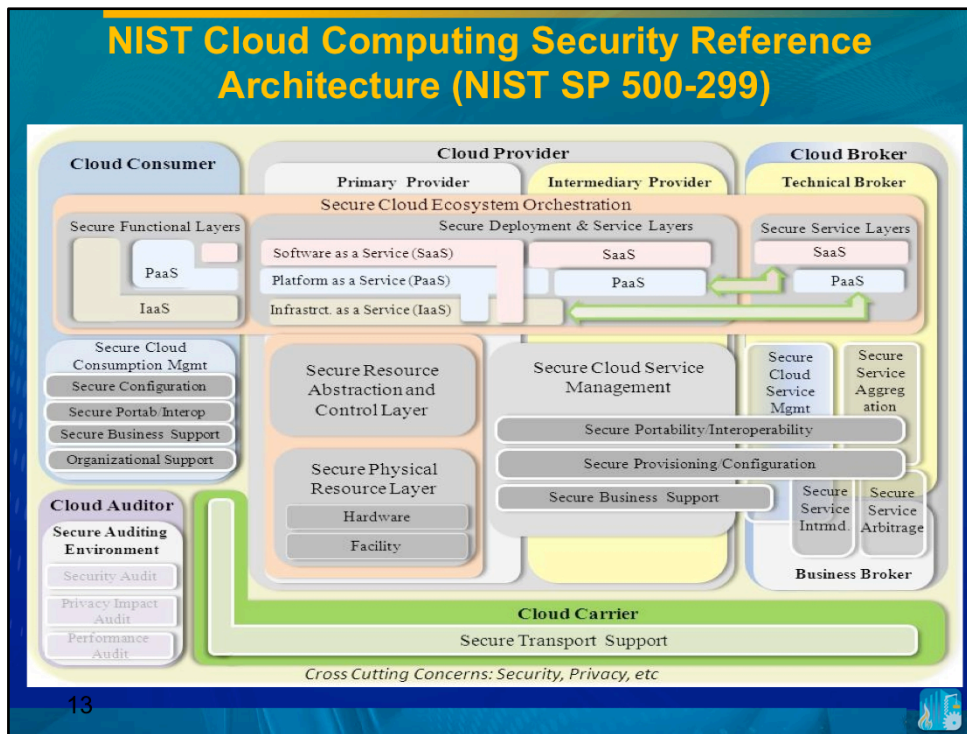 NIST Cloud Computing Security Reference
Architecture (NIST SP 500-299)
Cloud Consumer
Cloud Provider
Cloud Broker
Primary Provider
Intermediary Provider
Technical Broker
Secure Cloud Ecosystem Orchestration
Secure Functional Layers
Secure Deployment & Service Layers
Secure Service Layers
PaaS
IaaS
Software as a Service (SaaS)
Platform as a Service (PaaS)
Infrastrct. as a Service (IaaS)
SaaS
PaaS
SaaS
PaaS
Secure Cloud
Consumption Mgmt
Secure Configuration
Secure Portab/Interop
Secure Business Support
Organizational Support
Secure Resource
Abstraction and
Control Layer
Secure Physical
Resource Layer
Hardware
Facility
Secure Cloud Service
Management
Secure Portability/Interoperability
Secure Provisioning/Configuration
Secure Business Support
Secure
Cloud
Service
Mgmt
Secure
Service
Aggreg
ation
Secure
Service
Intrmd.
Secure
Service
Arbitrage
Business Broker
Cloud Auditor
Secure Auditing
Environment
Security Audit
Privacy Impact
Audit
Performance
Audit
Cloud Carrier
Secure Transport Support
Cross Cutting Concerns: Security, Privacy, etc
13